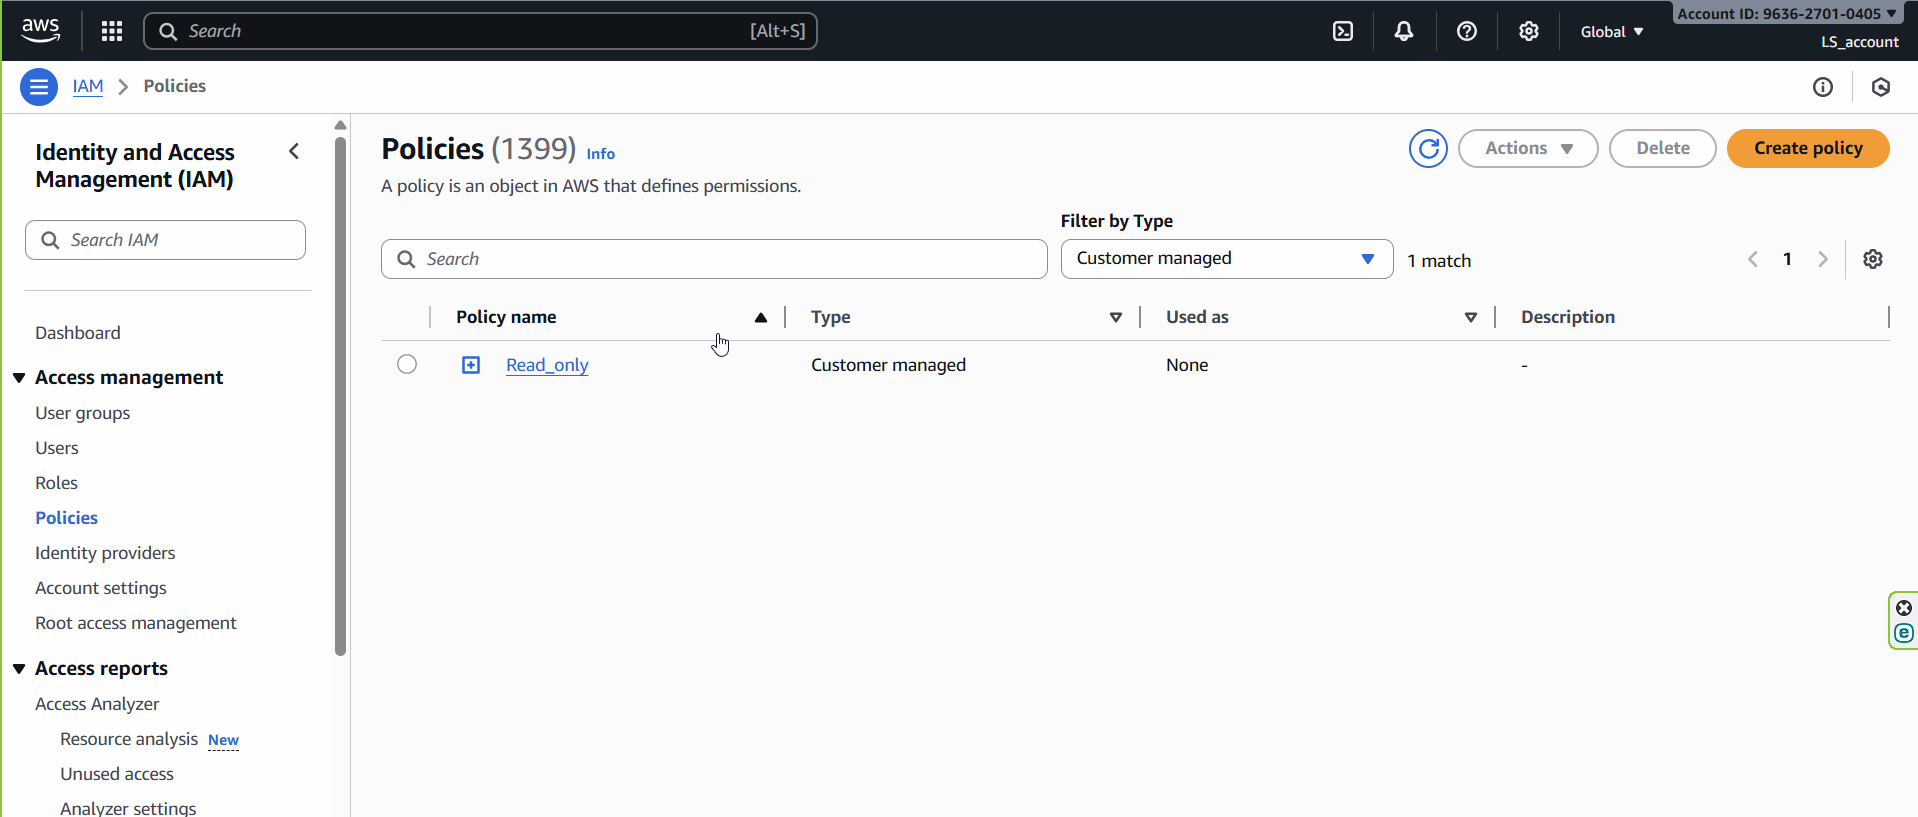 aws
Search [Alt+S]
Global
Account ID: 9636-2701-0405
LS_account
IAM
Policies
Identity and Access
Management (IAM)
Search IAM
Dashboard
Access management
User groups
Users
Roles
Policies
Identity providers
Account settings
Root access management
Access reports
Access Analyzer
Resource analysis New
Unused access
Analyzer settings
Policies (1399) Info
A policy is an object in AWS that defines permissions.
Actions
Delete
Create policy
Filter by Type
Search
Customer managed
1 match
1
Policy name Type Used as Description
Read_only Customer managed None -